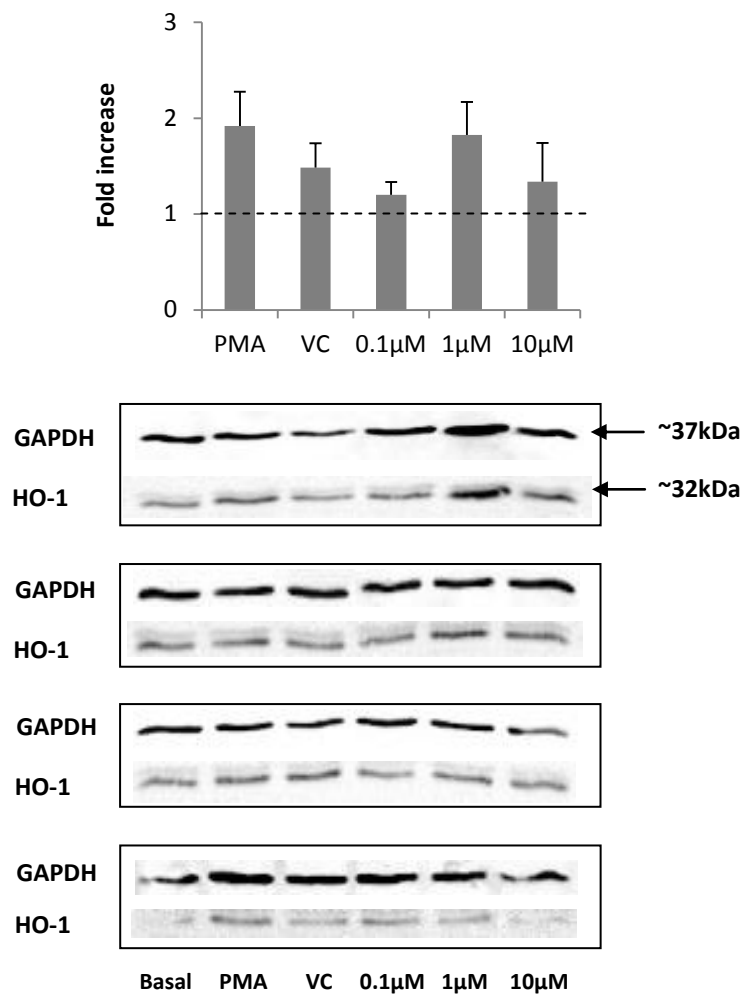 3
2
1
0
Fold increase
PMA VC 0.1µM 1µM 10µM
GAPDH ~37kDa
HO-1 ~32kDa
GAPDH
HO-1
GAPDH
HO-1
GAPDH
HO-1
Basal PMA VC 0.1µM 1µM 10µM